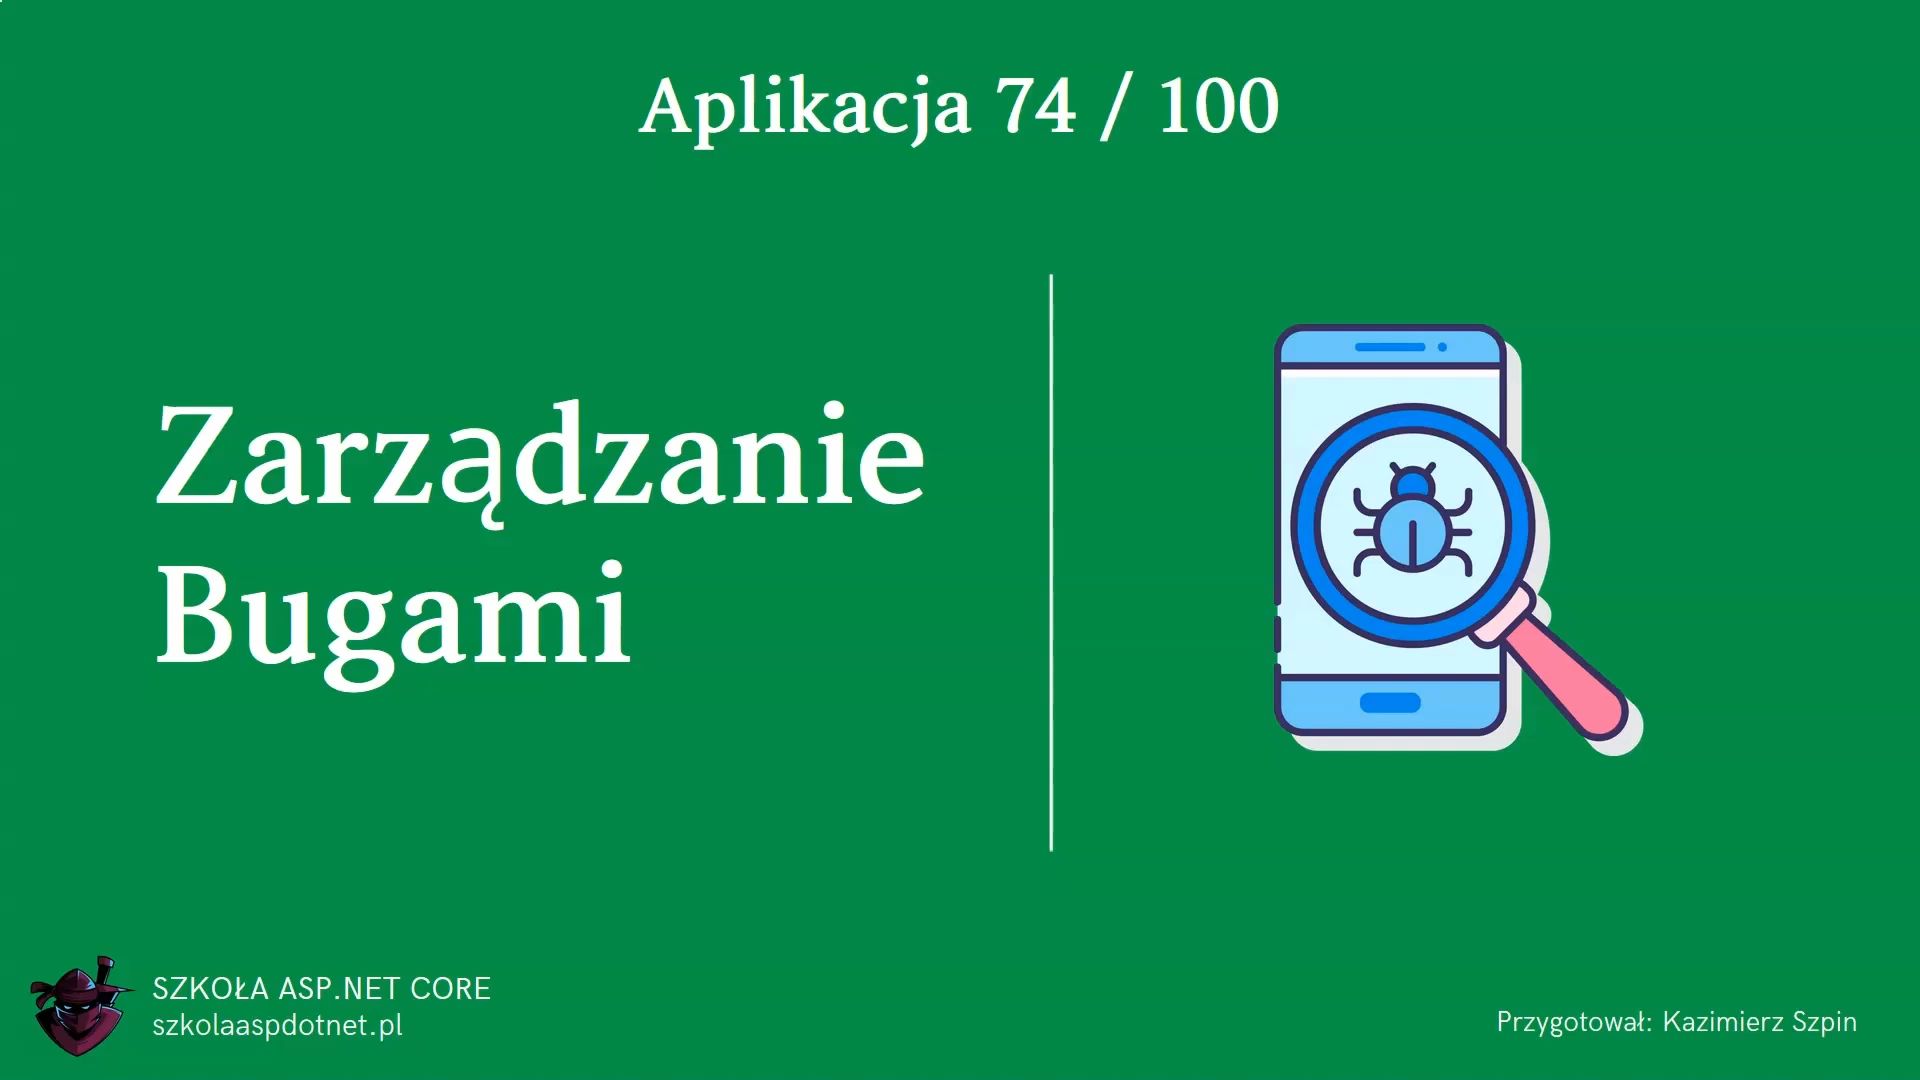 Aplikacja 74 / 100
Zarządzanie
Bugami
SZKOŁA ASP.NET CORE
szkolaaspdotnet.pl
Przygotował: Kazimierz Szpin